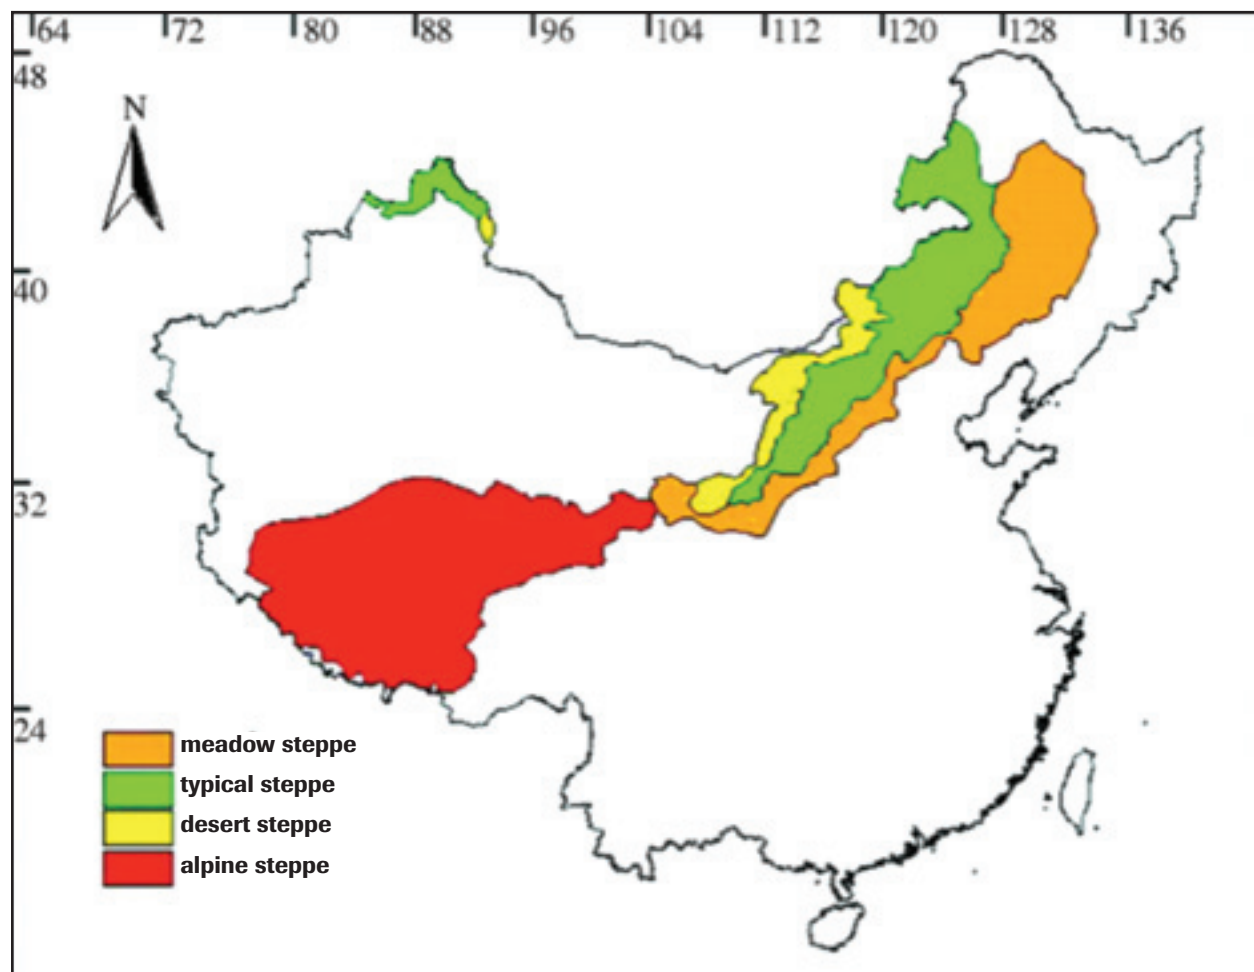 64 72 80 88 96 104 112 120 128 136
48
N
40
32
24
meadow steppe
typical steppe
desert steppe
alpine steppe